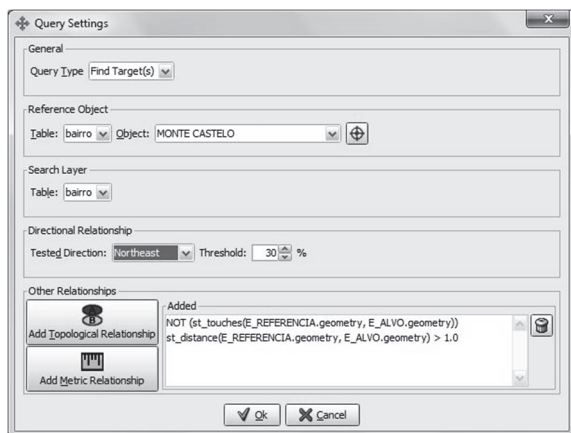 Query Settings
General
Query Type Find Target(s)
Reference Object
Table: bairro Object: MONTE CASTELO
Search Layer
Table: bairro
Directional Relationship
Tested Direction: Northeast Threshold: 30 %
Other Relationships
Add Topological Relationship
Add Metric Relationship
Added
NOT (st_touches(E_REFERENCIA.geometry, E_ALVO.geometry))
st_distance(E_REFERENCIA.geometry, E_ALVO.geometry) > 1.0
Ok Cancel